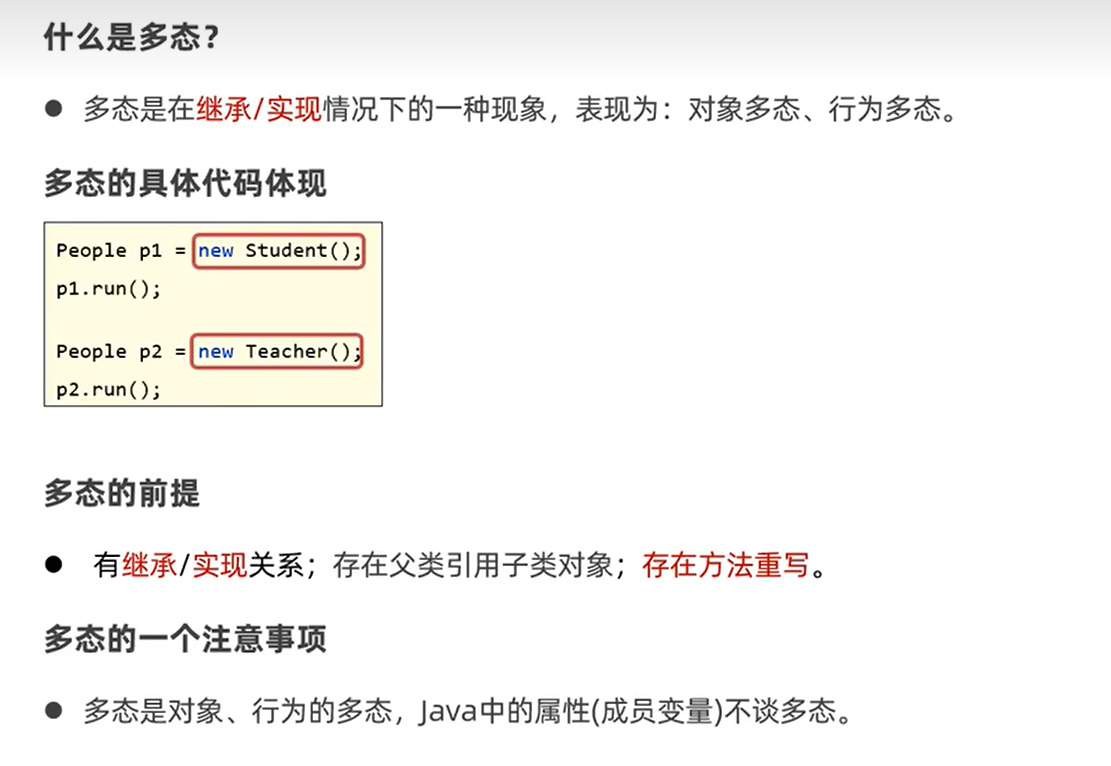 什么是多态？
● 多态是在继承/实现情况下的一种现象，表现为：对象多态、行为多态。
多态的具体代码体现
People p1 = new Student();
p1.run();
People p2 = new Teacher();
p2.run();
多态的前提
● 有继承/实现关系；存在父类引用子类对象；存在方法重写。
多态的一个注意事项
● 多态是对象、行为的多态，Java中的属性(成员变量)不谈多态。